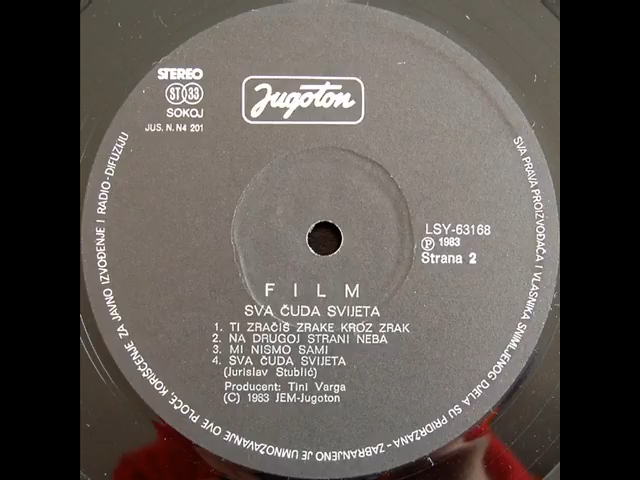 STEREO
ST 33
SOKOJ
JUS. N. N4 201
Jugoton
LSY-63168
Ⓟ 1983
Strana 2
FILM
SVA ČUDA SVIJETA
1. TI ZRAČIŠ ZRAKE KROZ ZRAK
2. NA DRUGOJ STRANI NEBA
3. MI NISMO SAMI
4. SVA ČUDA SVIJETA
(Jurislav Stublić)
Producent: Tini Varga
(C) 1983 JEM-Jugoton
SVA PRAVA PROIZVOĐAČA I VLASNIKA SNIMLJENOG DJELA SU PRIDRŽANA - ZABRANJENO JE UMNOŽAVANJE OVE PLOČE, KORIŠĆENJE ZA JAVNO IZVOĐENJE I RADIO-DIFUZIJU